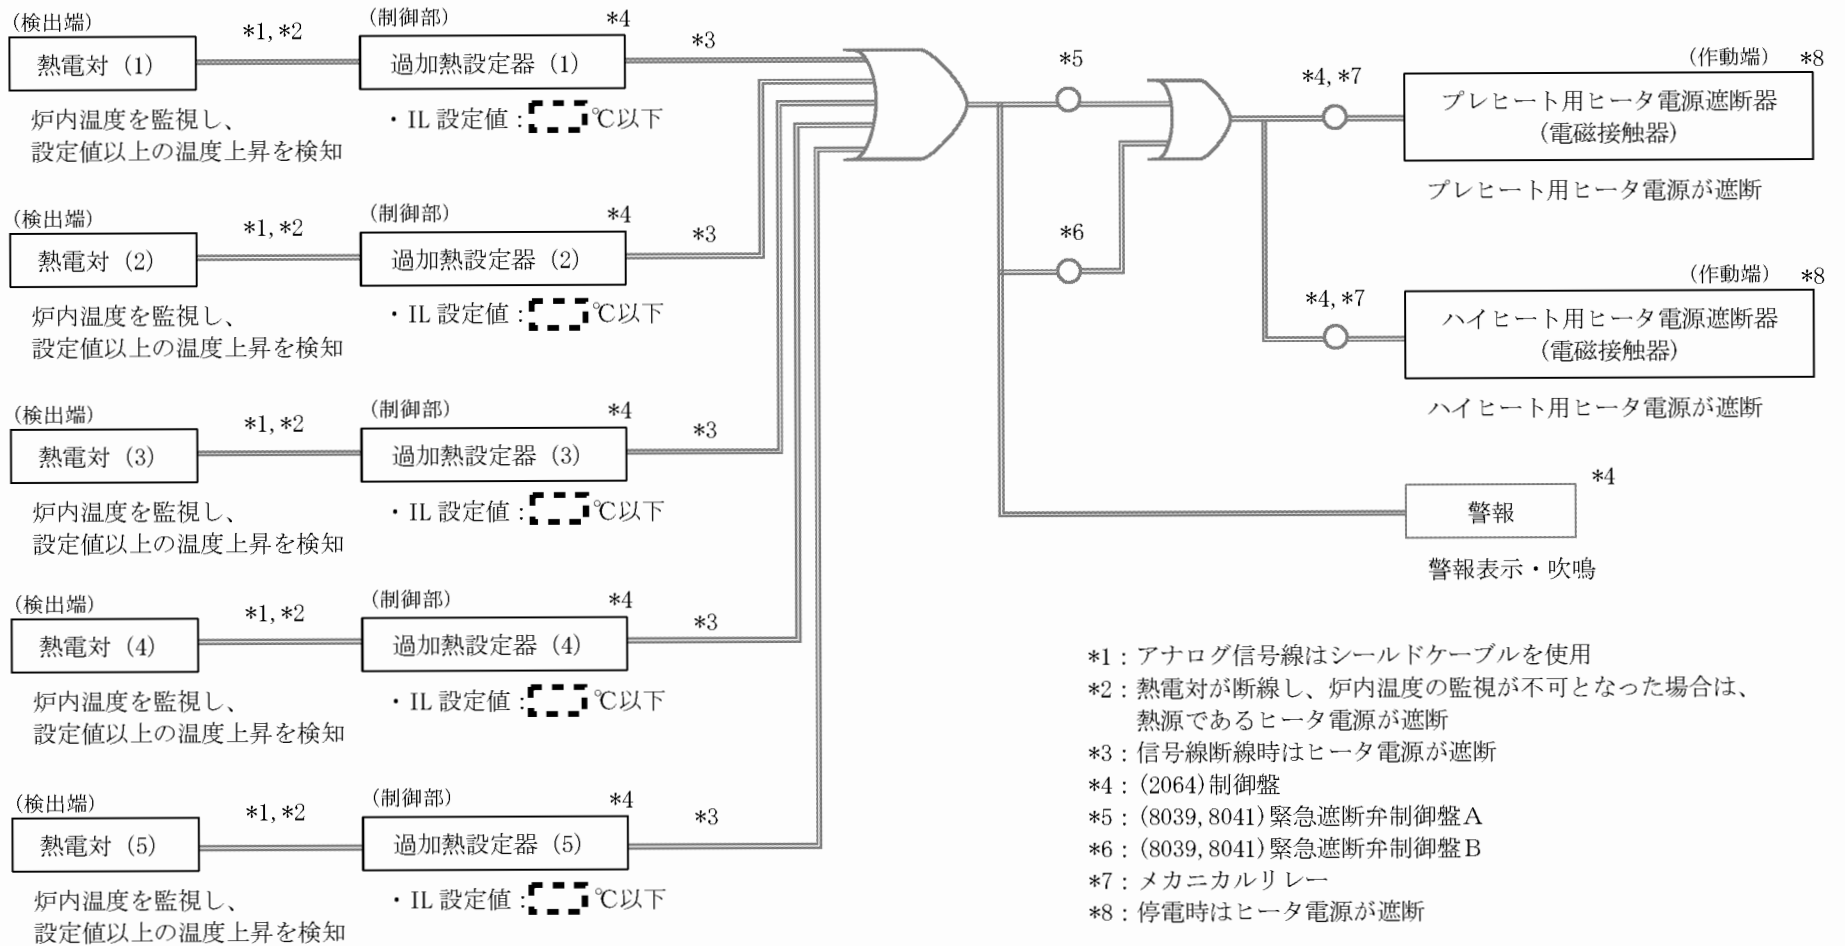 (検出端)
*1, *2
(制御部)
*4
*3
熱電対 (1)
過加熱設定器 (1)
炉内温度を監視し、
設定値以上の温度上昇を検知
・IL 設定値 : ℃以下
(検出端)
*1, *2
(制御部)
*4
*3
熱電対 (2)
過加熱設定器 (2)
炉内温度を監視し、
設定値以上の温度上昇を検知
・IL 設定値 : ℃以下
(検出端)
*1, *2
(制御部)
*4
*3
熱電対 (3)
過加熱設定器 (3)
炉内温度を監視し、
設定値以上の温度上昇を検知
・IL 設定値 : ℃以下
(検出端)
*1, *2
(制御部)
*4
*3
熱電対 (4)
過加熱設定器 (4)
炉内温度を監視し、
設定値以上の温度上昇を検知
・IL 設定値 : ℃以下
(検出端)
*1, *2
(制御部)
*4
*3
熱電対 (5)
過加熱設定器 (5)
炉内温度を監視し、
設定値以上の温度上昇を検知
・IL 設定値 : ℃以下
*5
*6
*4, *7
(作動端)
*8
プレヒート用ヒータ電源遮断器
(電磁接触器)
プレヒート用ヒータ電源が遮断
*4, *7
(作動端)
*8
ハイヒート用ヒータ電源遮断器
(電磁接触器)
ハイヒート用ヒータ電源が遮断
*4
警報
警報表示・吹鳴
*1 : アナログ信号線はシールドケーブルを使用
*2 : 熱電対が断線し、炉内温度の監視が不可となった場合は、
熱源であるヒータ電源が遮断
*3 : 信号線断線時はヒータ電源が遮断
*4 : (2064)制御盤
*5 : (8039, 8041)緊急遮断弁制御盤A
*6 : (8039, 8041)緊急遮断弁制御盤B
*7 : メカニカルリレー
*8 : 停電時はヒータ電源が遮断